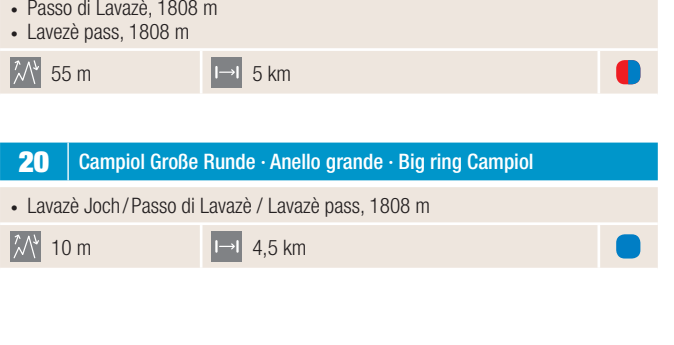 • Passo di Lavazè, 1808 m
• Lavezè pass, 1808 m
55 m 5 km
20 Campiol Große Runde · Anello grande · Big ring Campiol
• Lavazè Joch/Passo di Lavazè / Lavazè pass, 1808 m
10 m 4,5 km